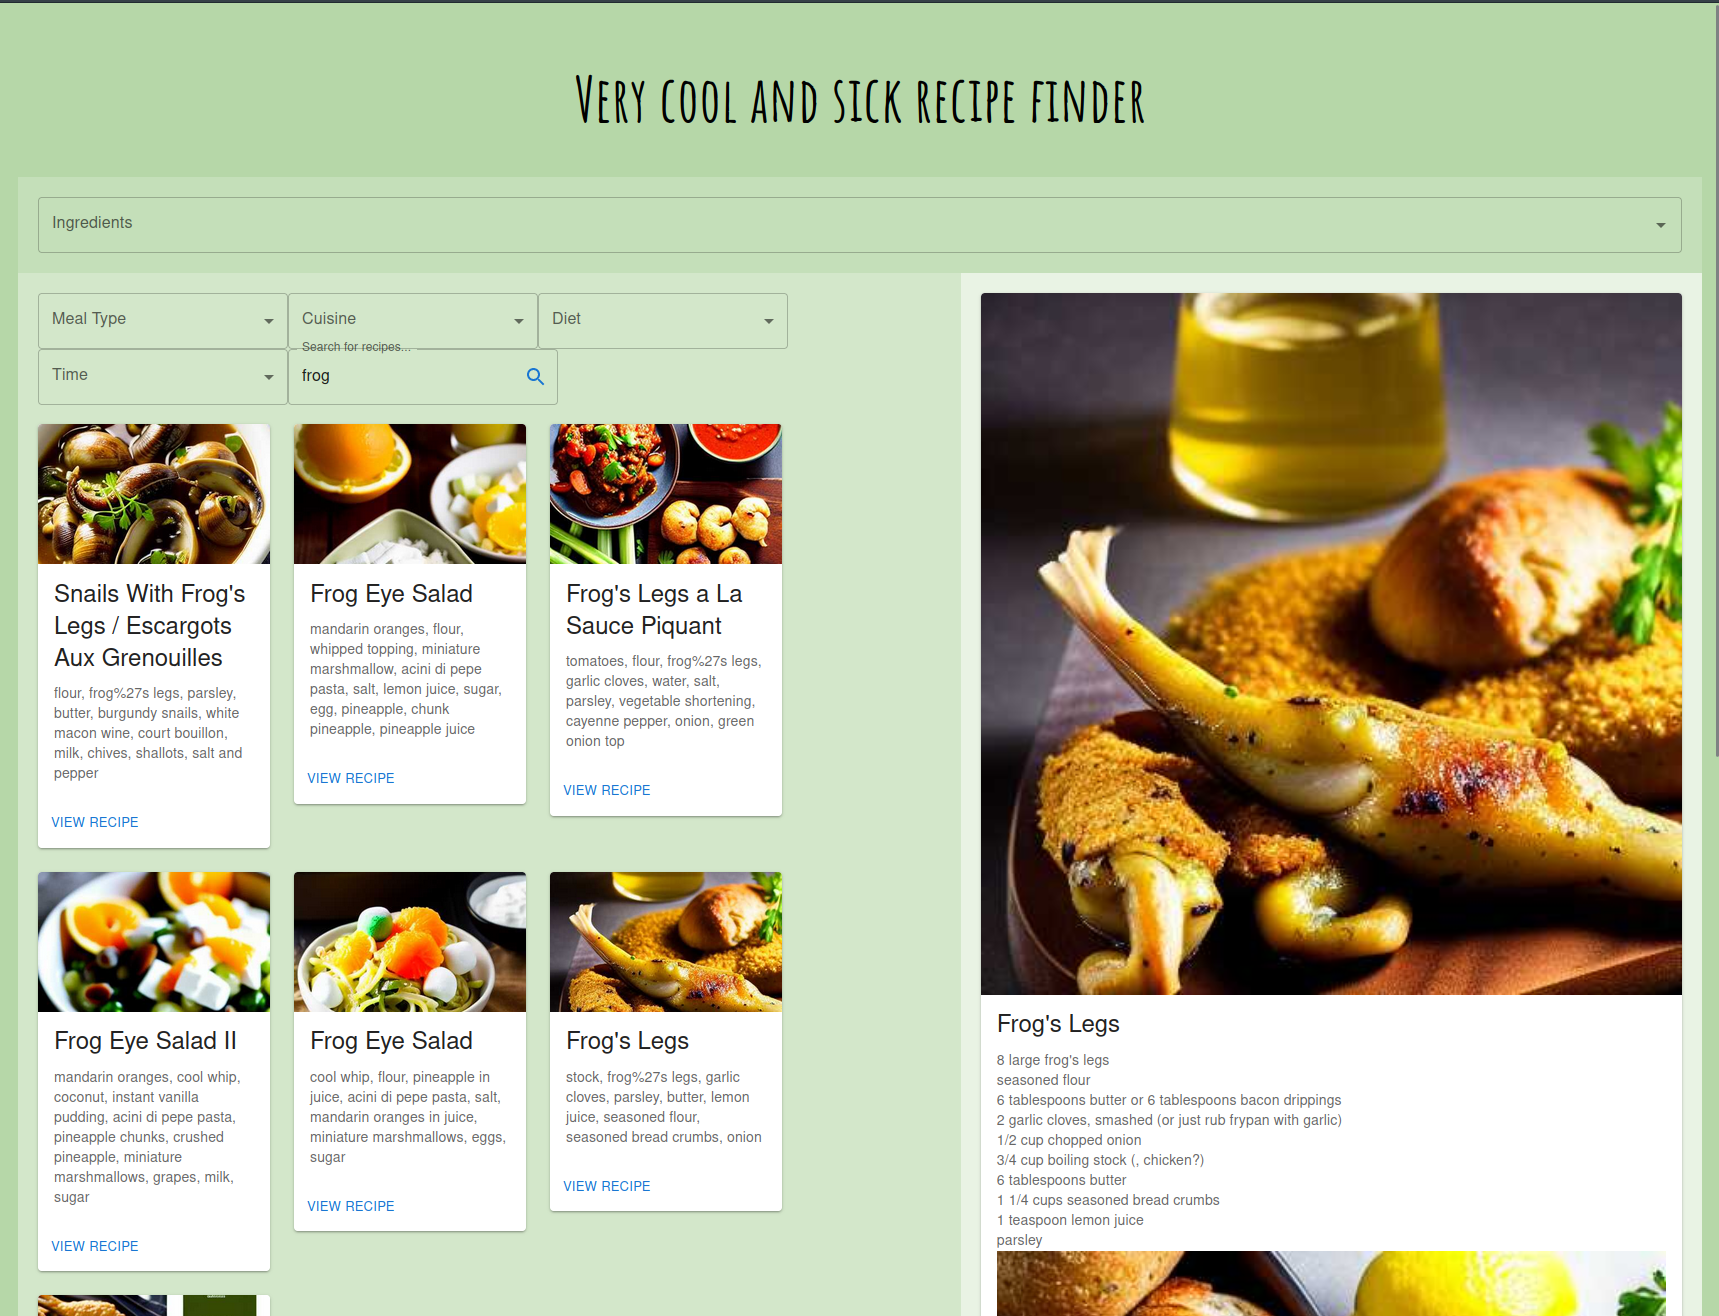 Very cool and sick recipe finder
Ingredients
Meal Type
Cuisine
Diet
Time
Search for recipes...
frog
Snails With Frog's
Legs / Escargots
Aux Grenouilles
flour, frog%27s legs, parsley,
butter, burgundy snails, white
macon wine, court bouillon,
milk, chives, shallots, salt and
pepper
VIEW RECIPE
Frog Eye Salad
mandarin oranges, flour,
whipped topping, miniature
marshmallow, acini di pepe
pasta, salt, lemon juice, sugar,
egg, pineapple, chunk
pineapple, pineapple juice
VIEW RECIPE
Frog's Legs a La
Sauce Piquant
tomatoes, flour, frog%27s legs,
garlic cloves, water, salt,
parsley, vegetable shortening,
cayenne pepper, onion, green
onion top
VIEW RECIPE
Frog Eye Salad II
mandarin oranges, cool whip,
coconut, instant vanilla
pudding, acini di pepe pasta,
pineapple chunks, crushed
pineapple, miniature
marshmallows, grapes, milk,
sugar
VIEW RECIPE
Frog Eye Salad
cool whip, flour, pineapple in
juice, acini di pepe pasta, salt,
mandarin oranges in juice,
miniature marshmallows, eggs,
sugar
VIEW RECIPE
Frog's Legs
stock, frog%27s legs, garlic
cloves, parsley, butter, lemon
juice, seasoned flour,
seasoned bread crumbs, onion
VIEW RECIPE
Frog's Legs
8 large frog's legs
seasoned flour
6 tablespoons butter or 6 tablespoons bacon drippings
2 garlic cloves, smashed (or just rub frypan with garlic)
1/2 cup chopped onion
3/4 cup boiling stock (, chicken?)
6 tablespoons butter
1 1/4 cups seasoned bread crumbs
1 teaspoon lemon juice
parsley